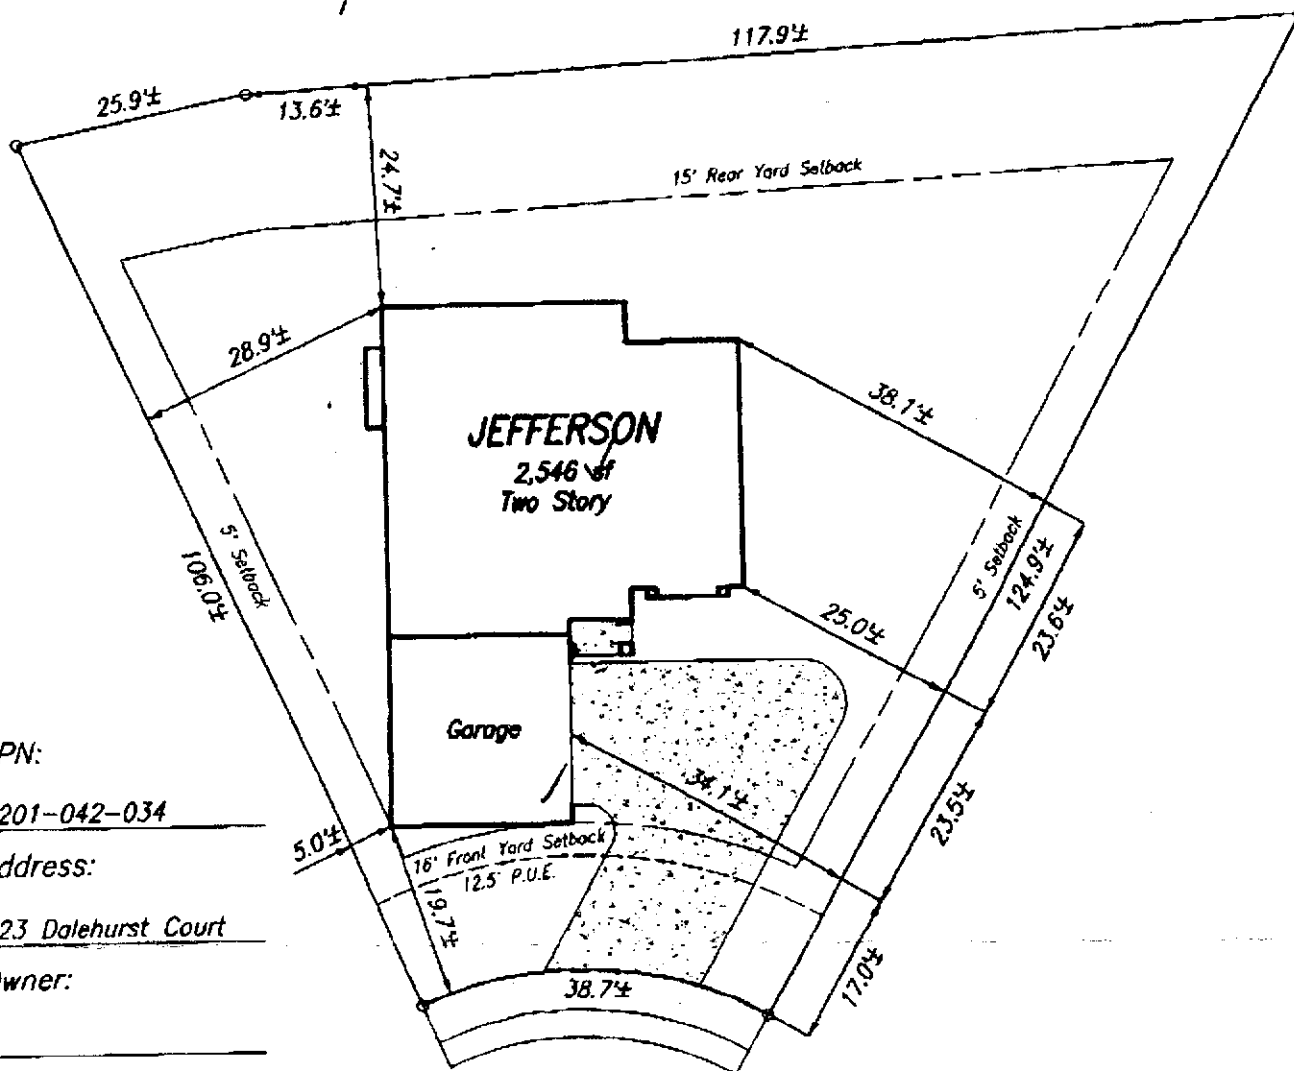 117.9'±
25.9'±
13.6'±
24.7'±
15' Rear Yard Setback
28.9'±
38.1'±
JEFFERSON
2,546 sf
Two Story
5' Setback
5' Setback
106.0'±
124.9'±
25.0'±
23.6'±
Garage
34.1'±
23.5'±
PN:
201-042-034
5.0'±
16' Front Yard Setback
12.5' P.U.E.
ddress:
19.7'±
23 Dalehurst Court
wner:
38.7'±
17.0'±